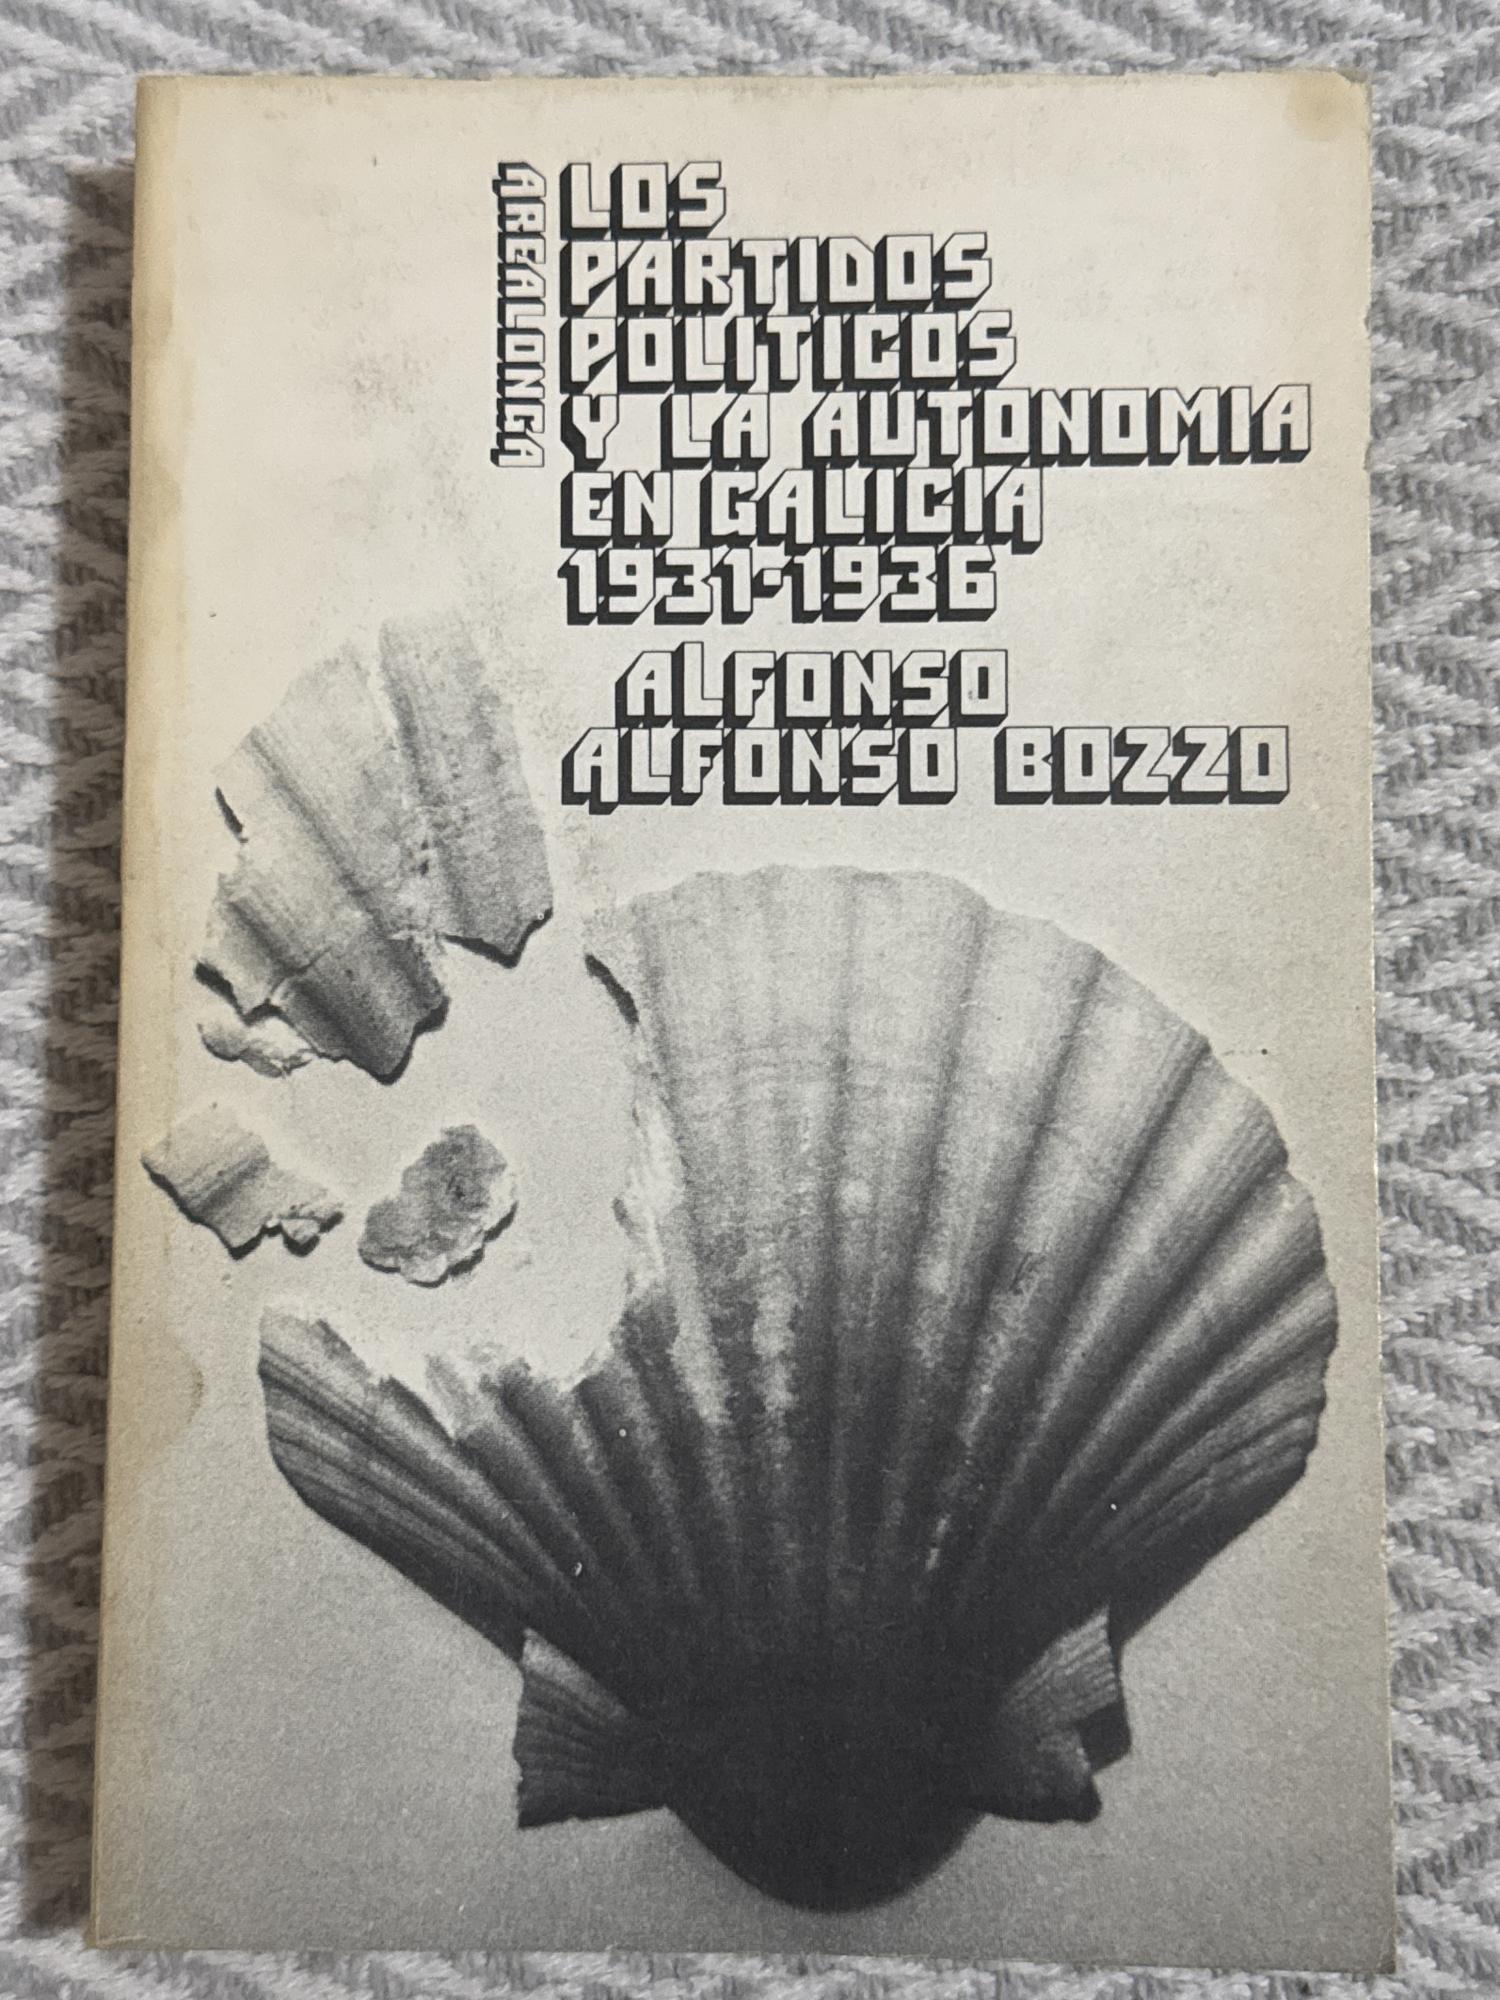 AREALONGA
LOS
PARTIDOS
POLITICOS
Y LA AUTONOMIA
EN GALICIA
1931-1936
ALFONSO
ALFONSO BOZZO